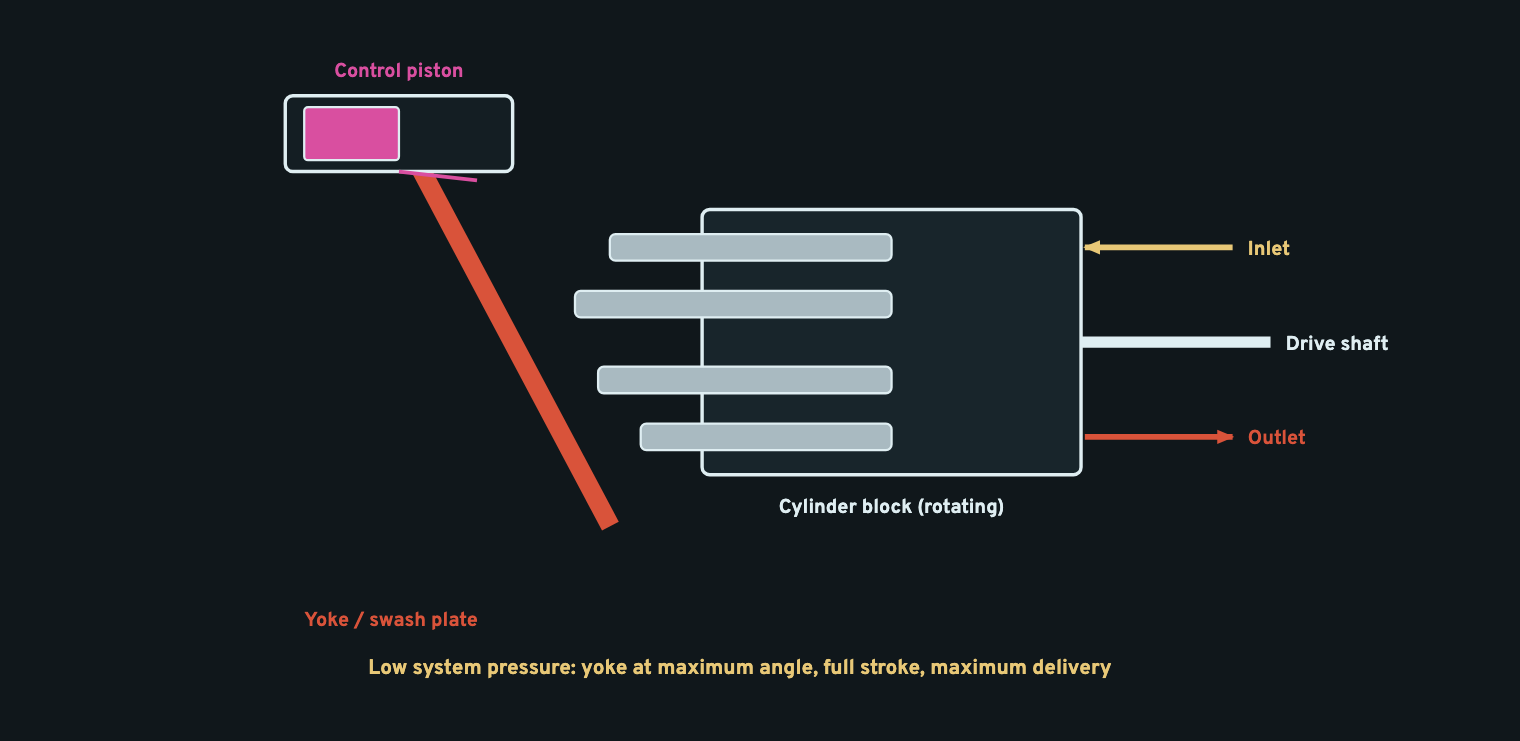 Control piston
Inlet
Drive shaft
Outlet
Cylinder block (rotating)
Yoke / swash plate
Low system pressure: yoke at maximum angle, full stroke, maximum delivery